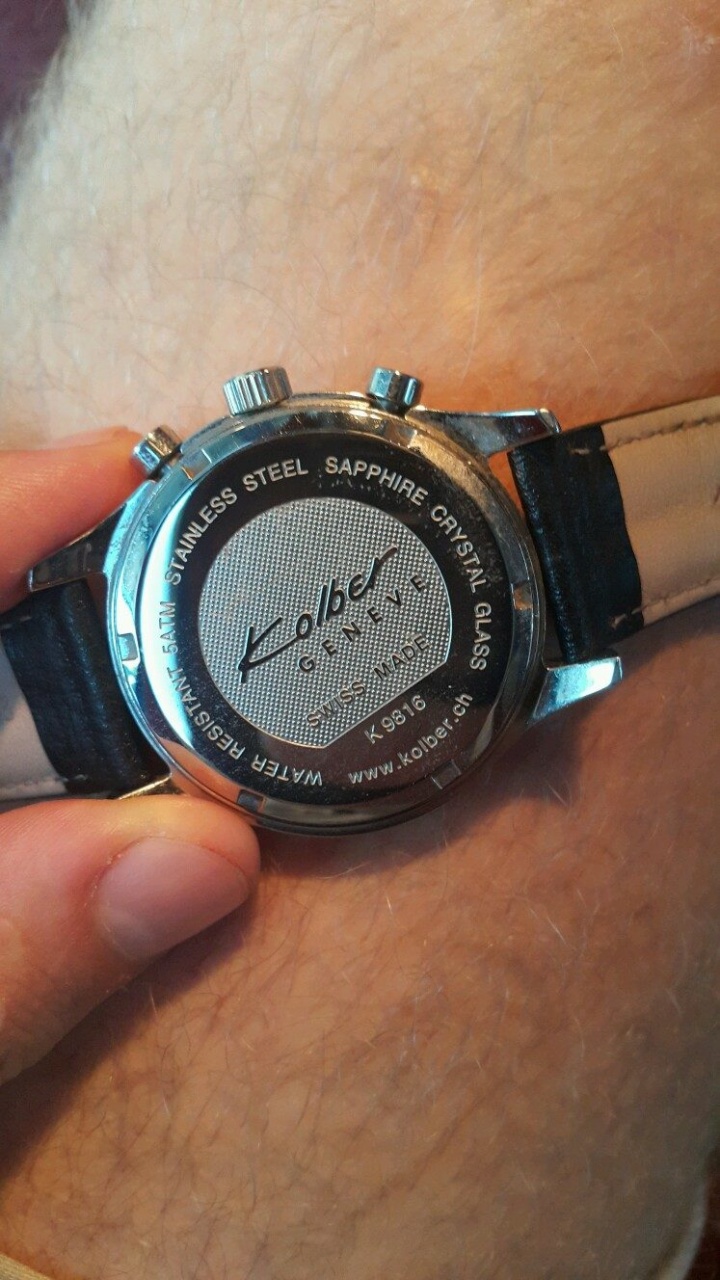 STAINLESS STEEL SAPPHIRE CRYSTAL GLASS
Kolber
GENEVE
SWISS MADE
K 9816
www.kolber.ch
WATER RESISTANT 5ATM